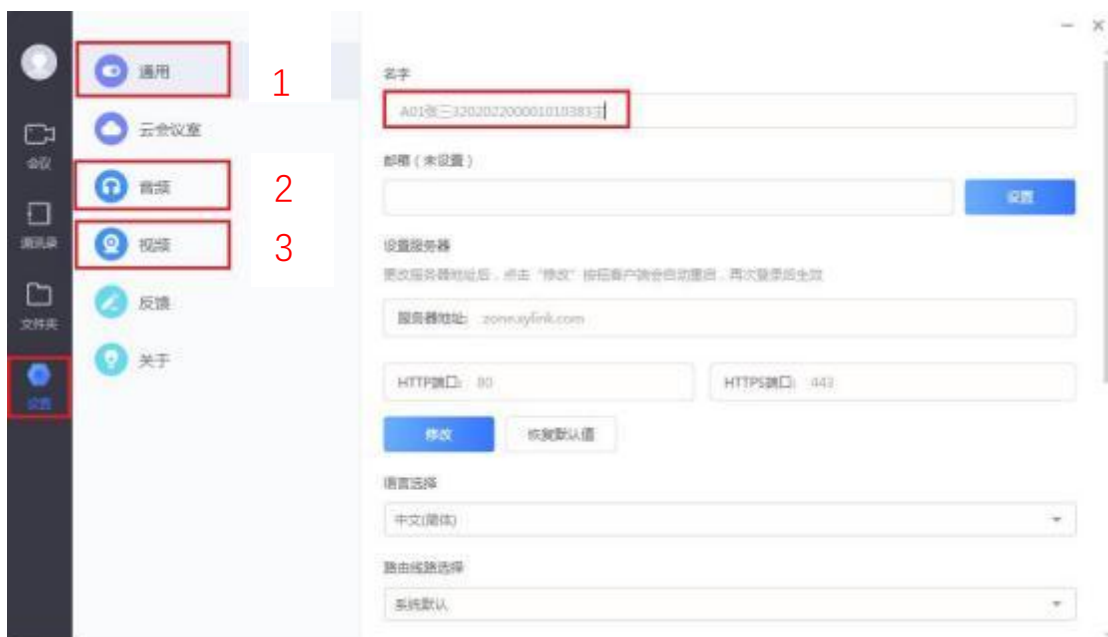 会议
通讯录
文件夹
设置
通用
1
云会议室
音频
2
视频
3
反馈
关于
名字
A01张三320202200001010383主
邮箱（未设置）
设置
设置服务器
更改服务器地址后，点击“修改”按钮客户端会自动重启，再次登录后生效
服务器地址: zone.xylink.com
HTTP端口: 80
HTTPS端口: 443
修改
恢复默认值
语言选择
中文(简体)
路由线路选择
系统默认